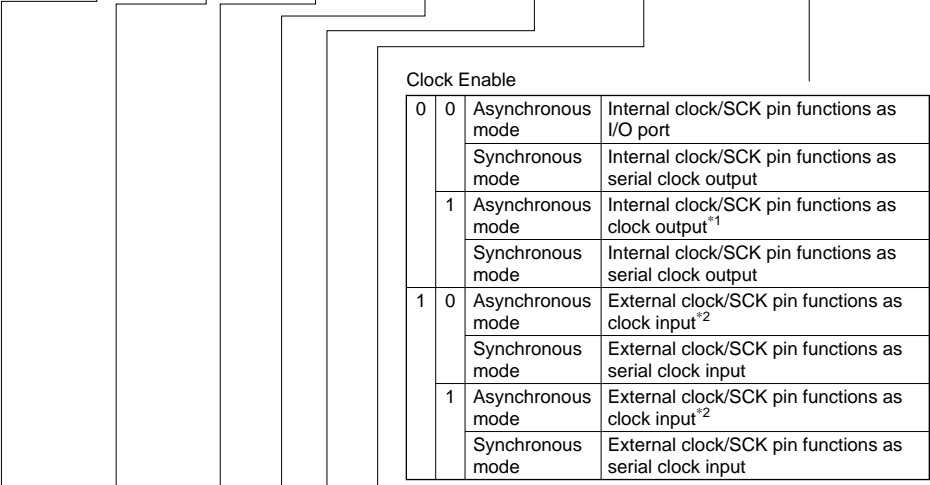 Clock Enable
0 0 Asynchronous mode Internal clock/SCK pin functions as I/O port
Synchronous mode Internal clock/SCK pin functions as serial clock output
1 Asynchronous mode Internal clock/SCK pin functions as clock output*1
Synchronous mode Internal clock/SCK pin functions as serial clock output
1 0 Asynchronous mode External clock/SCK pin functions as clock input*2
Synchronous mode External clock/SCK pin functions as serial clock input
1 Asynchronous mode External clock/SCK pin functions as clock input*2
Synchronous mode External clock/SCK pin functions as serial clock input